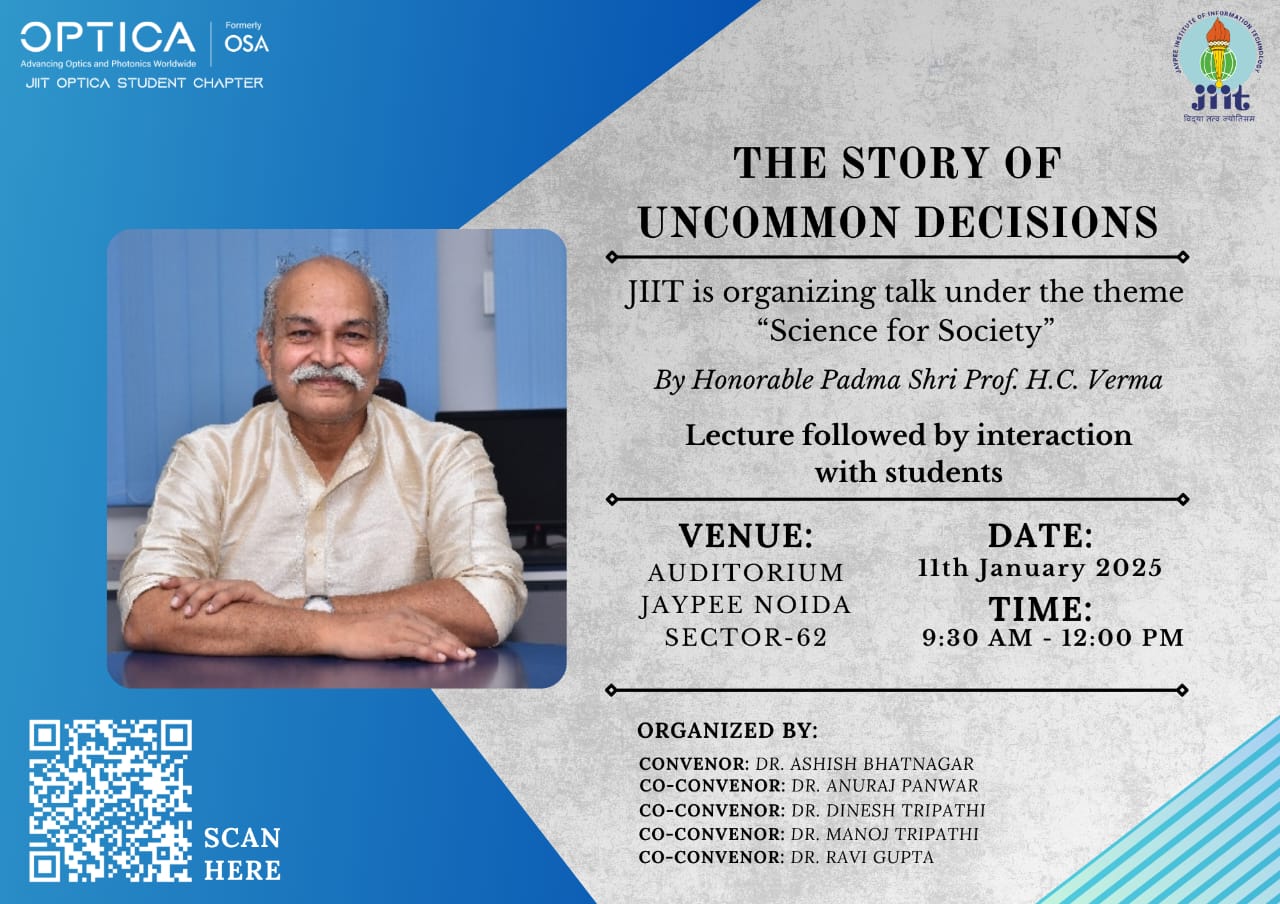 OPTICA
Formerly
OSA
Advancing Optics and Photonics Worldwide
JIIT OPTICA STUDENT CHAPTER
JAYPEE INSTITUTE OF INFORMATION TECHNOLOGY
jiit
विद्या तत्व ज्योतिसम
THE STORY OF
UNCOMMON DECISIONS
JIIT is organizing talk under the theme
“Science for Society”
By Honorable Padma Shri Prof. H.C. Verma
Lecture followed by interaction
with students
VENUE:
AUDITORIUM
JAYPEE NOIDA
SECTOR-62
DATE:
11th January 2025
TIME:
9:30 AM - 12:00 PM
ORGANIZED BY:
CONVENOR: DR. ASHISH BHATNAGAR
CO-CONVENOR: DR. ANURAJ PANWAR
CO-CONVENOR: DR. DINESH TRIPATHI
CO-CONVENOR: DR. MANOJ TRIPATHI
CO-CONVENOR: DR. RAVI GUPTA
SCAN
HERE